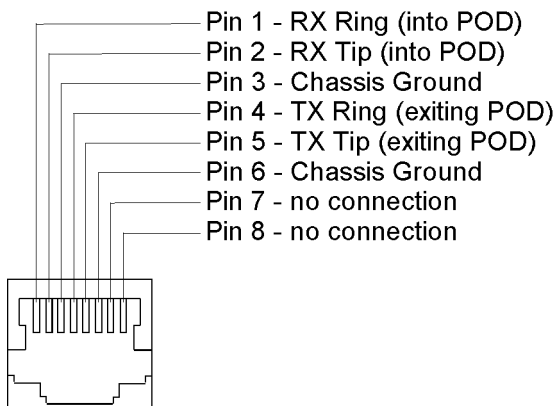 Pin 1 - RX Ring (into POD)
Pin 2 - RX Tip (into POD)
Pin 3 - Chassis Ground
Pin 4 - TX Ring (exiting POD)
Pin 5 - TX Tip (exiting POD)
Pin 6 - Chassis Ground
Pin 7 - no connection
Pin 8 - no connection